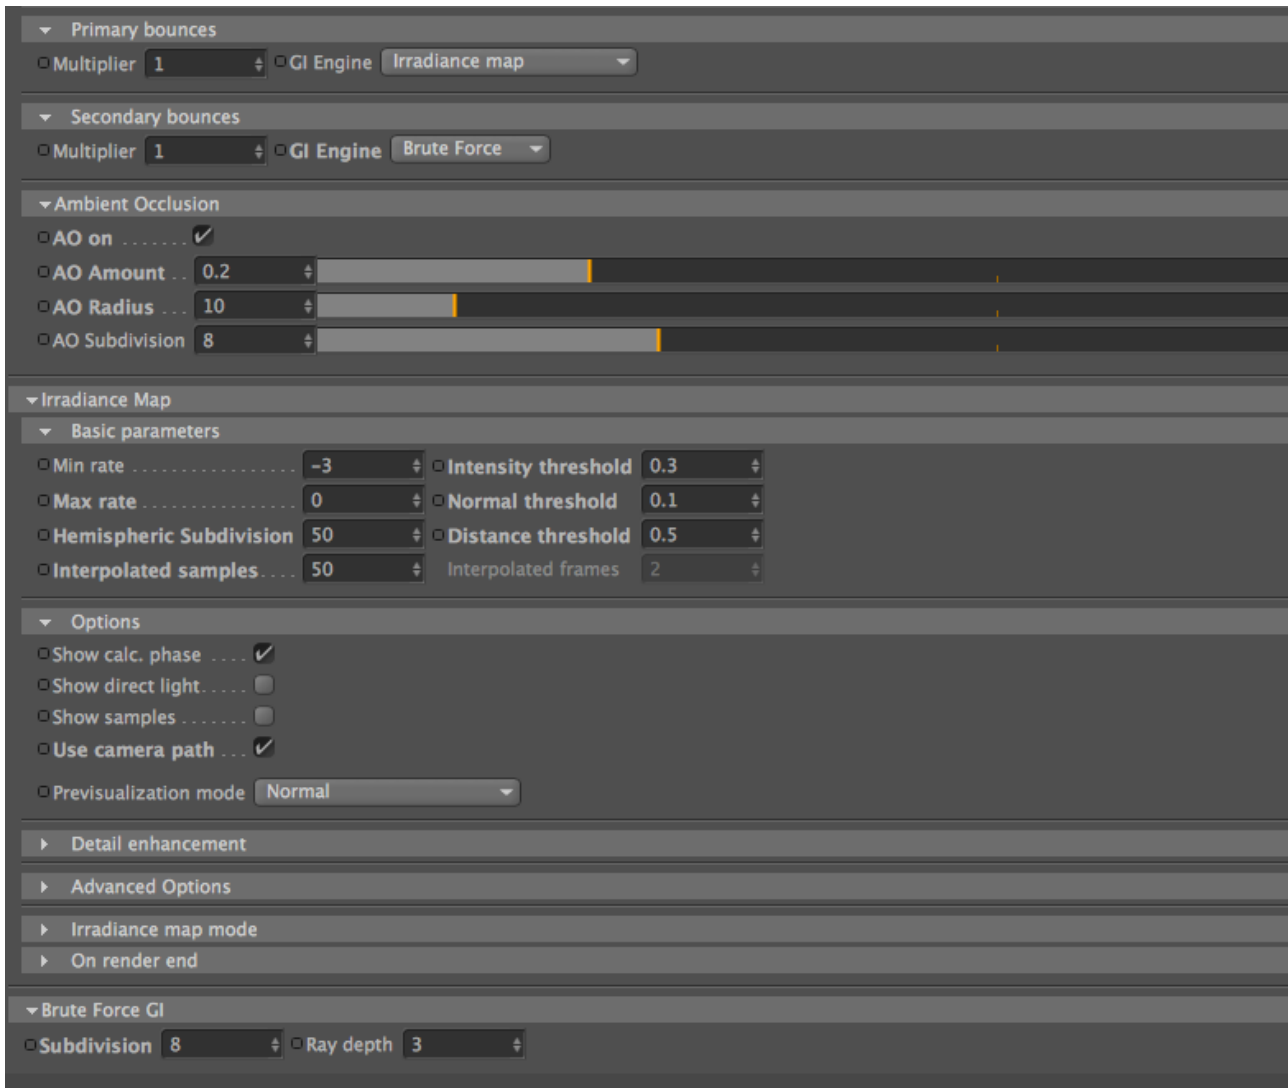 Primary bounces
Multiplier 1 GI Engine Irradiance map
Secondary bounces
Multiplier 1 GI Engine Brute Force
Ambient Occlusion
AO on .......
AO Amount .. 0.2
AO Radius ... 10
AO Subdivision 8
Irradiance Map
Basic parameters
Min rate ................. -3 Intensity threshold 0.3
Max rate ................ 0 Normal threshold 0.1
Hemispheric Subdivision 50 Distance threshold 0.5
Interpolated samples.... 50 Interpolated frames 2
Options
Show calc. phase ....
Show direct light.....
Show samples .......
Use camera path ...
Previsualization mode Normal
Detail enhancement
Advanced Options
Irradiance map mode
On render end
Brute Force GI
Subdivision 8 Ray depth 3